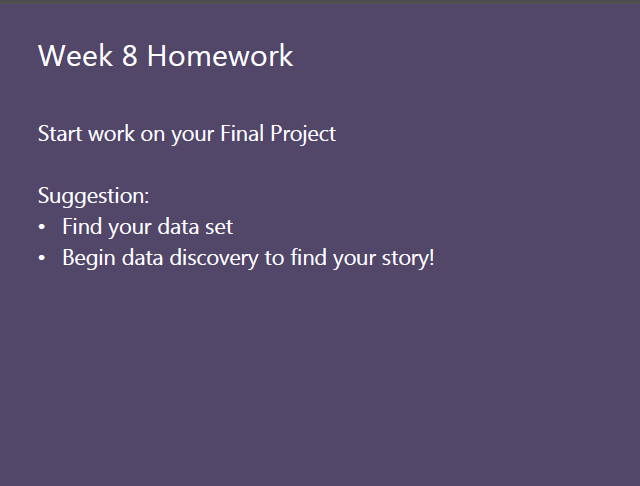 Week 8 Homework
Start work on your Final Project
Suggestion:
• Find your data set
• Begin data discovery to find your story!